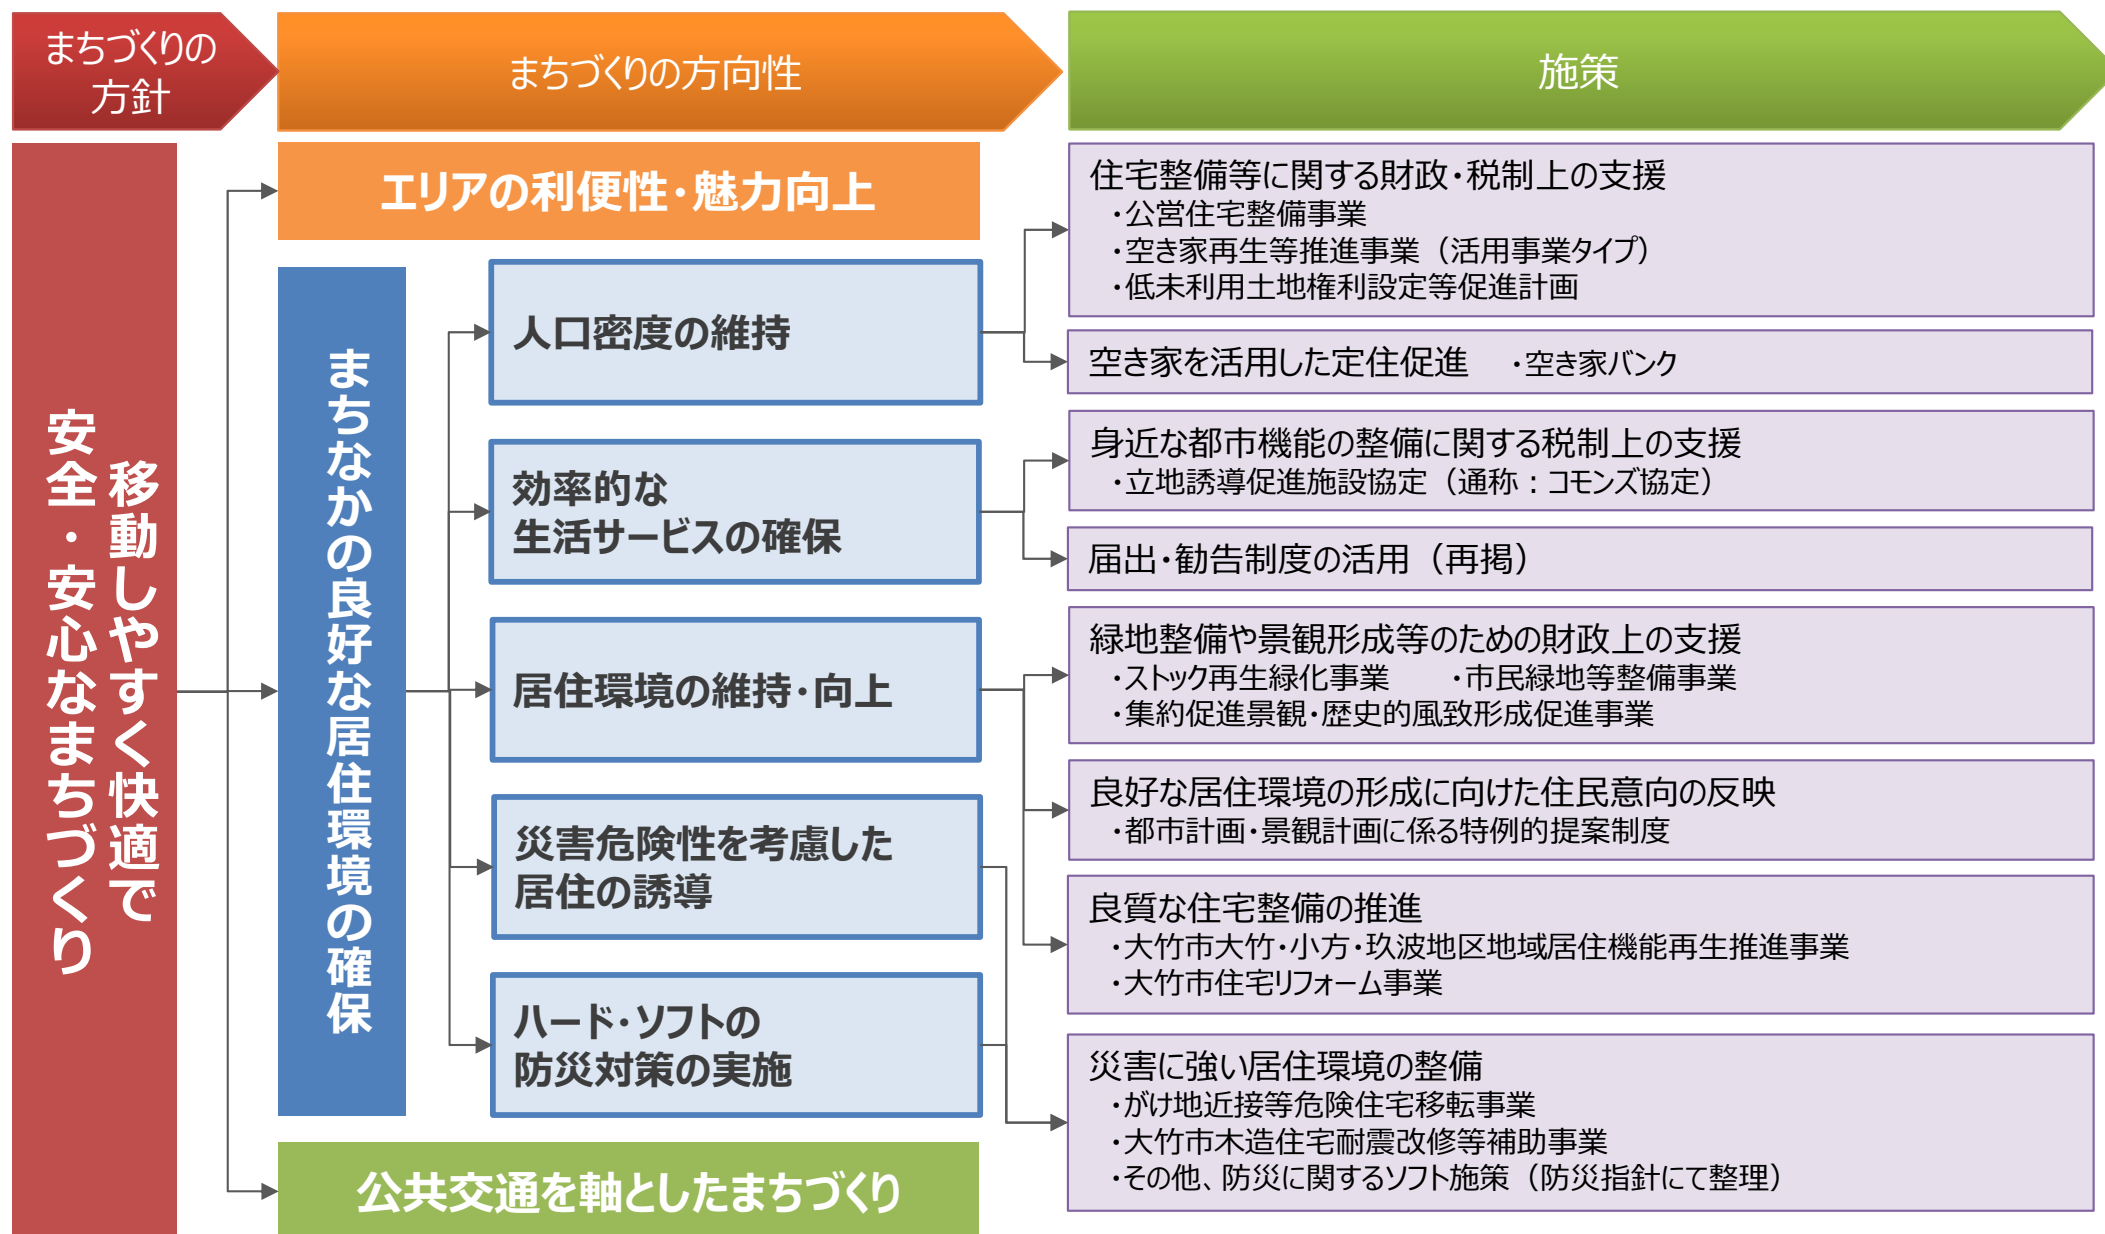 まちづくりの
方針
まちづくりの方向性
施策
移動しやすく快適で
安全・安心なまちづくり
エリアの利便性・魅力向上
まちなかの良好な居住環境の確保
人口密度の維持
効率的な
生活サービスの確保
居住環境の維持・向上
災害危険性を考慮した
居住の誘導
ハード・ソフトの
防災対策の実施
公共交通を軸としたまちづくり
住宅整備等に関する財政・税制上の支援
・公営住宅整備事業
・空き家再生等推進事業（活用事業タイプ）
・低未利用土地権利設定等促進計画
空き家を活用した定住促進　・空き家バンク
身近な都市機能の整備に関する税制上の支援
・立地誘導促進施設協定（通称：コモンズ協定）
届出・勧告制度の活用（再掲）
緑地整備や景観形成等のための財政上の支援
・ストック再生緑化事業　・市民緑地等整備事業
・集約促進景観・歴史的風致形成促進事業
良好な居住環境の形成に向けた住民意向の反映
・都市計画・景観計画に係る特例的提案制度
良質な住宅整備の推進
・大竹市大竹・小方・玖波地区地域居住機能再生推進事業
・大竹市住宅リフォーム事業
災害に強い居住環境の整備
・がけ地近接等危険住宅移転事業
・大竹市木造住宅耐震改修等補助事業
・その他、防災に関するソフト施策（防災指針にて整理）